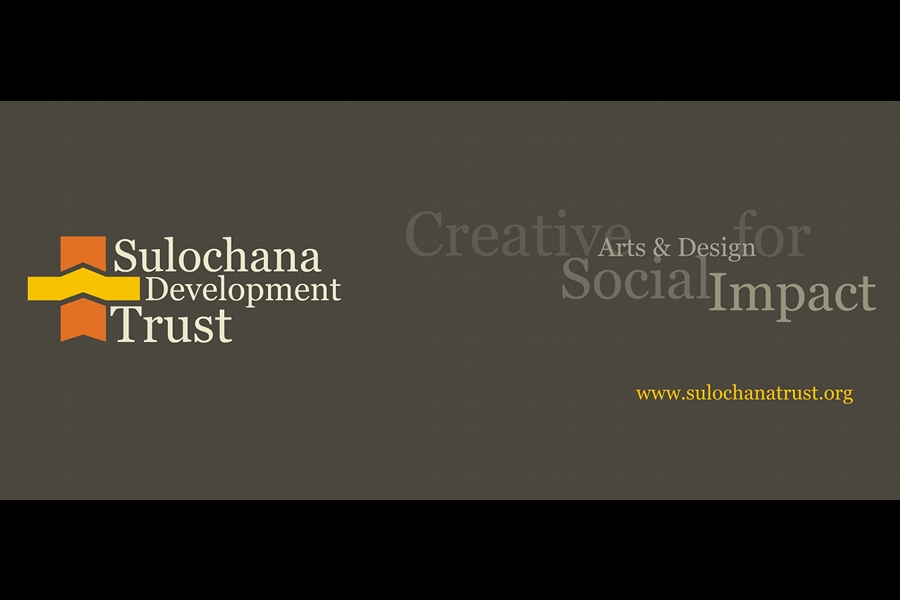 Sulochana
Development
Trust
Creative for
Arts & Design
Social Impact
www.sulochanatrust.org